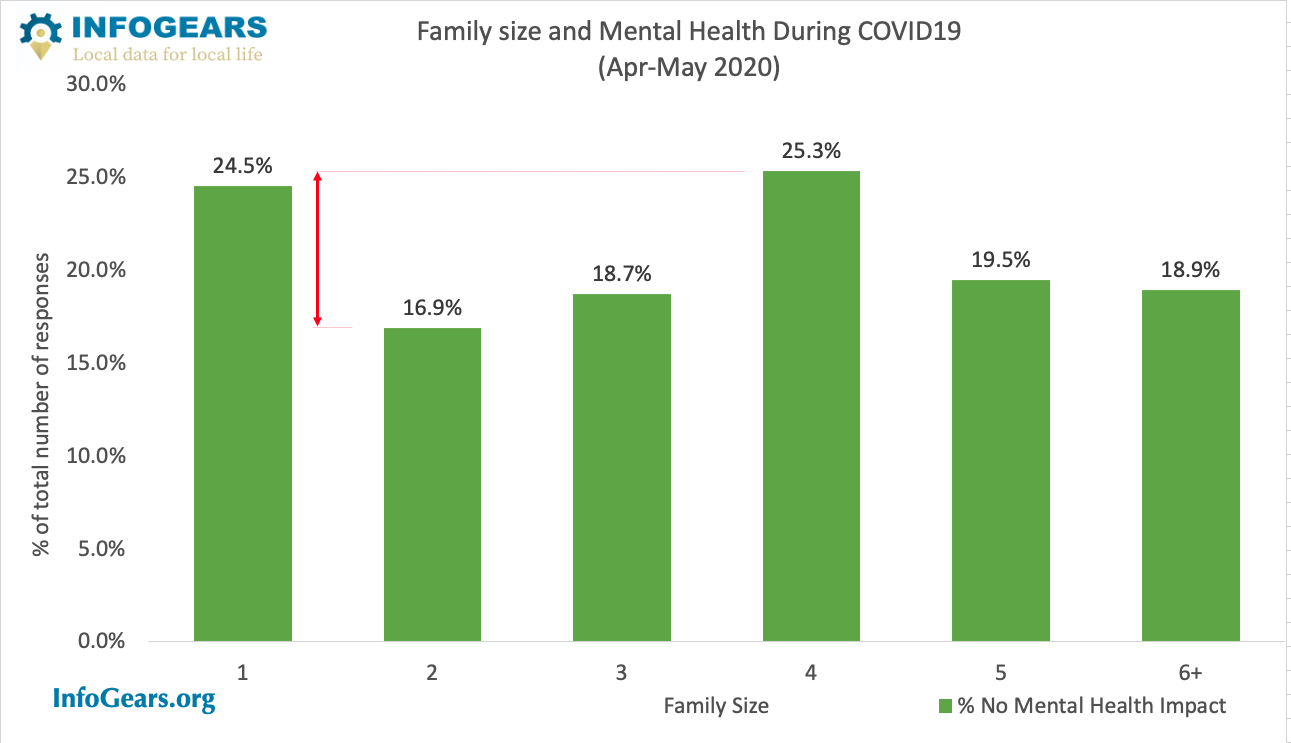 INFOGEARS
Local data for local life
Family size and Mental Health During COVID19
(Apr-May 2020)
30.0%
25.0%
20.0%
15.0%
10.0%
5.0%
0.0%
% of total number of responses
24.5%
16.9%
18.7%
25.3%
19.5%
18.9%
1
2
3
4
5
6+
InfoGears.org
Family Size
% No Mental Health Impact